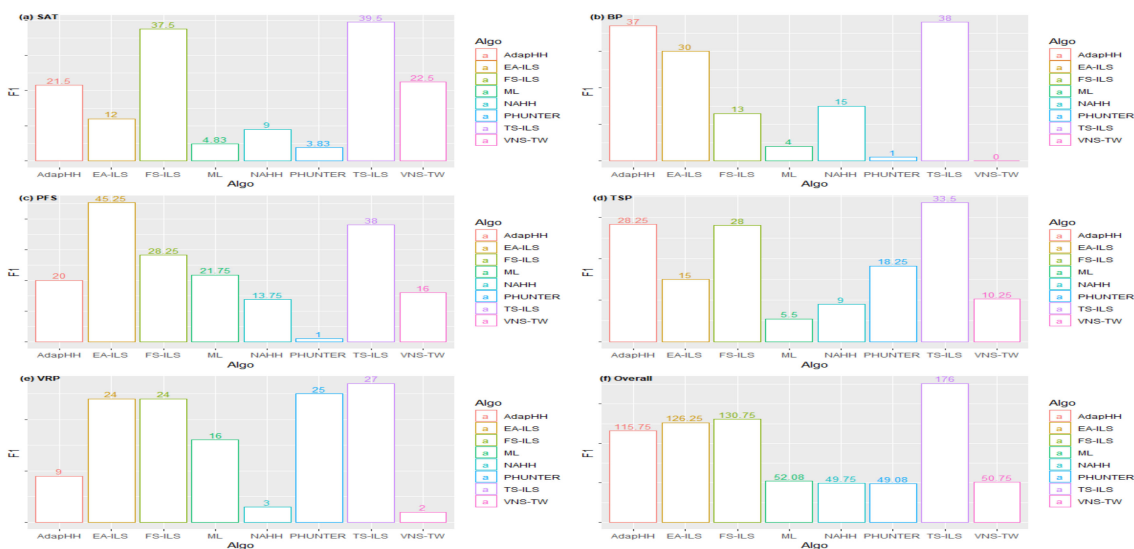 (a) SAT
F1
21.5
12
37.5
4.83
9
3.83
39.5
22.5
AdapHH EA-ILS FS-ILS ML NAHH PHUNTER TS-ILS VNS-TW
Algo
Algo
a AdapHH
a EA-ILS
a FS-ILS
a ML
a NAHH
a PHUNTER
a TS-ILS
a VNS-TW
(b) BP
F1
37
30
13
4
15
1
38
0
AdapHH EA-ILS FS-ILS ML NAHH PHUNTER TS-ILS VNS-TW
Algo
Algo
a AdapHH
a EA-ILS
a FS-ILS
a ML
a NAHH
a PHUNTER
a TS-ILS
a VNS-TW
(c) PFS
F1
20
45.25
28.25
21.75
13.75
1
38
16
AdapHH EA-ILS FS-ILS ML NAHH PHUNTER TS-ILS VNS-TW
Algo
Algo
a AdapHH
a EA-ILS
a FS-ILS
a ML
a NAHH
a PHUNTER
a TS-ILS
a VNS-TW
(d) TSP
F1
28.25
15
28
5.5
9
18.25
33.5
10.25
AdapHH EA-ILS FS-ILS ML NAHH PHUNTER TS-ILS VNS-TW
Algo
Algo
a AdapHH
a EA-ILS
a FS-ILS
a ML
a NAHH
a PHUNTER
a TS-ILS
a VNS-TW
(e) VRP
F1
9
24
24
16
3
25
27
2
AdapHH EA-ILS FS-ILS ML NAHH PHUNTER TS-ILS VNS-TW
Algo
Algo
a AdapHH
a EA-ILS
a FS-ILS
a ML
a NAHH
a PHUNTER
a TS-ILS
a VNS-TW
(f) Overall
F1
115.75
126.25
130.75
52.08
49.75
49.08
176
50.75
AdapHH EA-ILS FS-ILS ML NAHH PHUNTER TS-ILS VNS-TW
Algo
Algo
a AdapHH
a EA-ILS
a FS-ILS
a ML
a NAHH
a PHUNTER
a TS-ILS
a VNS-TW